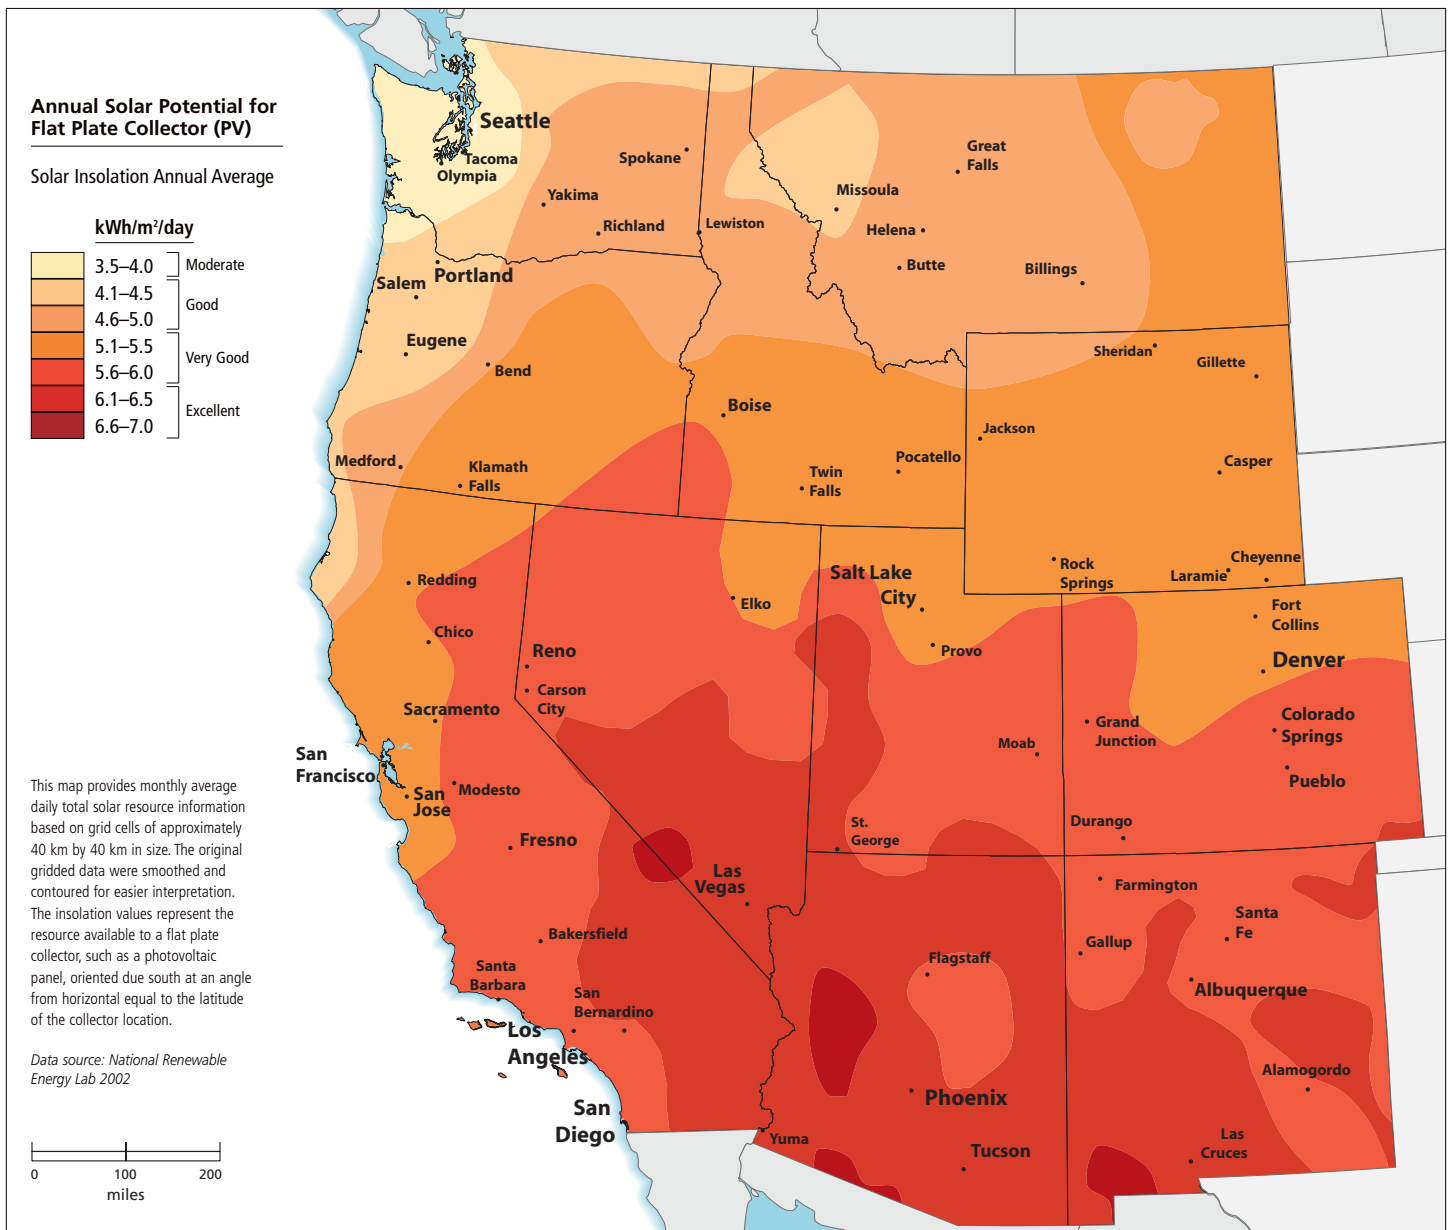 Annual Solar Potential for
Flat Plate Collector (PV)
Solar Insolation Annual Average
kWh/m²/day
3.5–4.0
Moderate
4.1–4.5
Good
4.6–5.0
5.1–5.5
Very Good
5.6–6.0
6.1–6.5
Excellent
6.6–7.0
This map provides monthly average
daily total solar resource information
based on grid cells of approximately
40 km by 40 km in size. The original
gridded data were smoothed and
contoured for easier interpretation.
The insolation values represent the
resource available to a flat plate
collector, such as a photovoltaic
panel, oriented due south at an angle
from horizontal equal to the latitude
of the collector location.
Data source: National Renewable
Energy Lab 2002
0
100
200
miles
Seattle
Tacoma
Olympia
Spokane
Yakima
Richland
Lewiston
Missoula
Great
Falls
Helena
Butte
Billings
Portland
Salem
Eugene
Bend
Medford
Klamath
Falls
Boise
Twin
Falls
Pocatello
Sheridan
Gillette
Jackson
Casper
Rock
Springs
Cheyenne
Laramie
Redding
Chico
Reno
Carson
City
Elko
Salt Lake
City
Provo
Fort
Collins
Denver
Sacramento
San
Francisco
San
Jose
Modesto
Fresno
Moab
Grand
Junction
Colorado
Springs
Pueblo
St.
George
Durango
Las
Vegas
Farmington
Santa
Fe
Gallup
Albuquerque
Bakersfield
Santa
Barbara
San
Bernardino
Los
Angeles
San
Diego
Flagstaff
Phoenix
Yuma
Tucson
Alamogordo
Las
Cruces